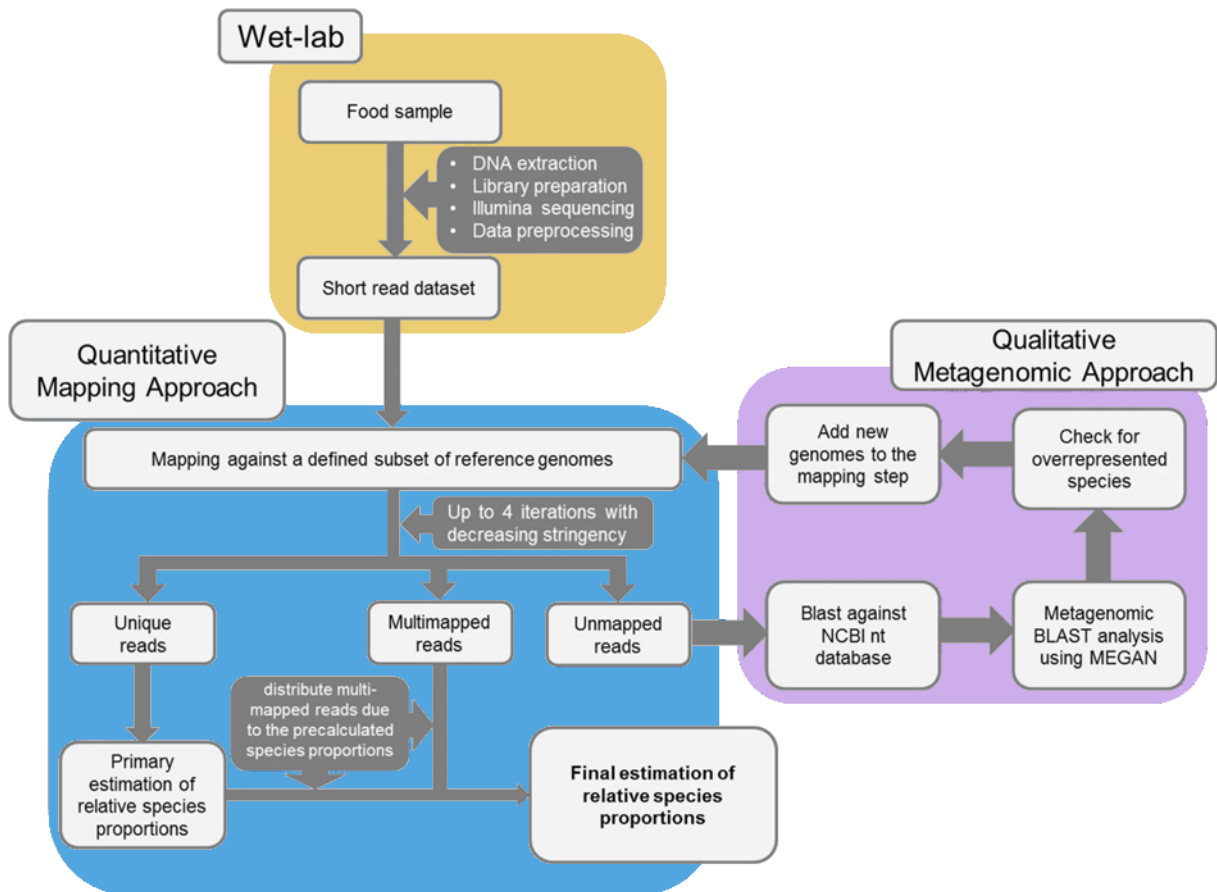 Wet-lab
Food sample
• DNA extraction
• Library preparation
• Illumina sequencing
• Data preprocessing
Short read dataset
Quantitative
Mapping Approach
Qualitative
Metagenomic Approach
Mapping against a defined subset of reference genomes
Add new
genomes to the
mapping step
Check for
overrepresented
species
Up to 4 iterations with
decreasing stringency
Unique
reads
Multimapped
reads
Unmapped
reads
Blast against
NCBI nt
database
Metagenomic
BLAST analysis
using MEGAN
distribute multi-
mapped reads due
to the precalculated
species proportions
Primary
estimation of
relative species
proportions
Final estimation of
relative species
proportions